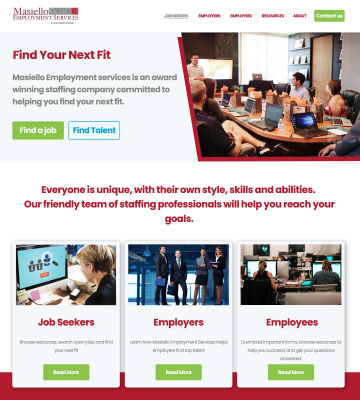 Masiello
EMPLOYMENT SERVICES
JOB SEEKERS
EMPLOYERS
EMPLOYEES
RESOURCES
ABOUT
Contact us
Find Your Next Fit
Masiello Employment services is an award
winning staffing company committed to
helping you find your next fit.
Find a job
Find Talent
Everyone is unique, with their own style, skills and abilities.
Our friendly team of staffing professionals will help you reach your
goals.
Job Seekers
Browse resources, search open jobs, and find
your next fit
Read More
Employers
Learn how Masiello Employment Services helps
employers find top talent
Read More
Employees
Download important forms, browse resources to
help you succeed, and get your questions
answered
Read More